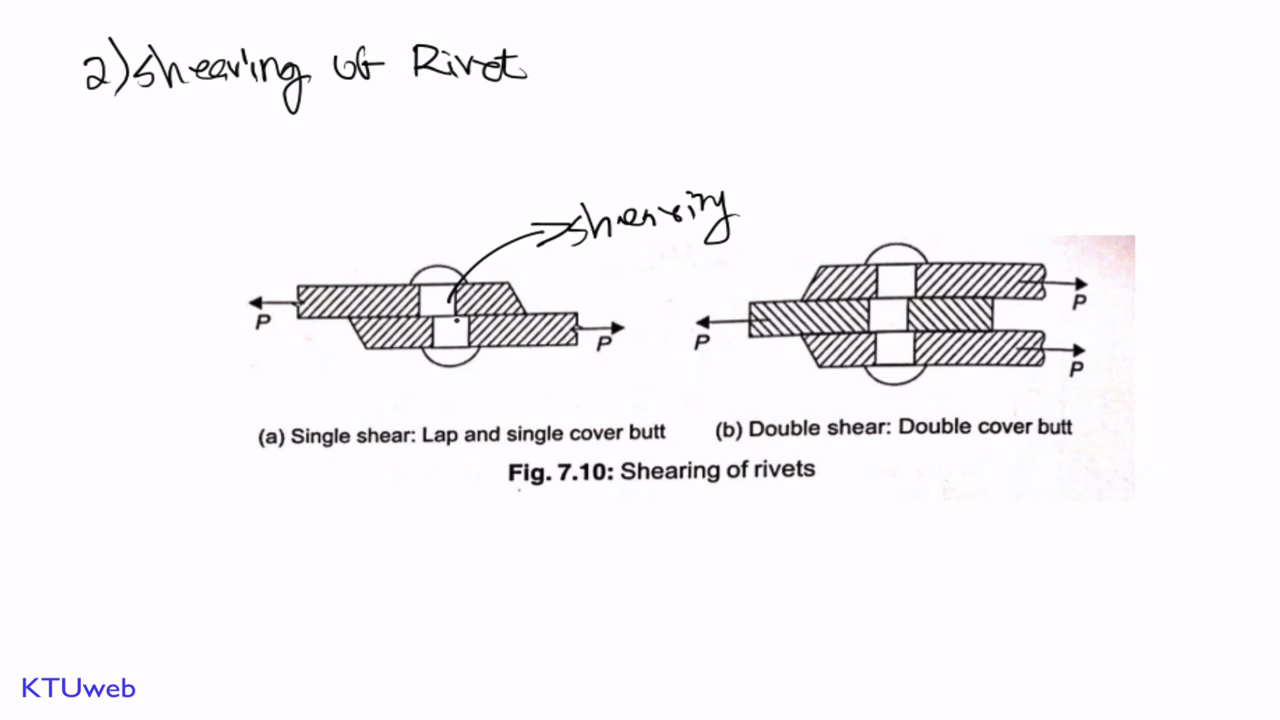 2) Shearing of Rivet
shearing
P
P
P
P
P
(a) Single shear: Lap and single cover butt
(b) Double shear: Double cover butt
Fig. 7.10: Shearing of rivets
KTUweb